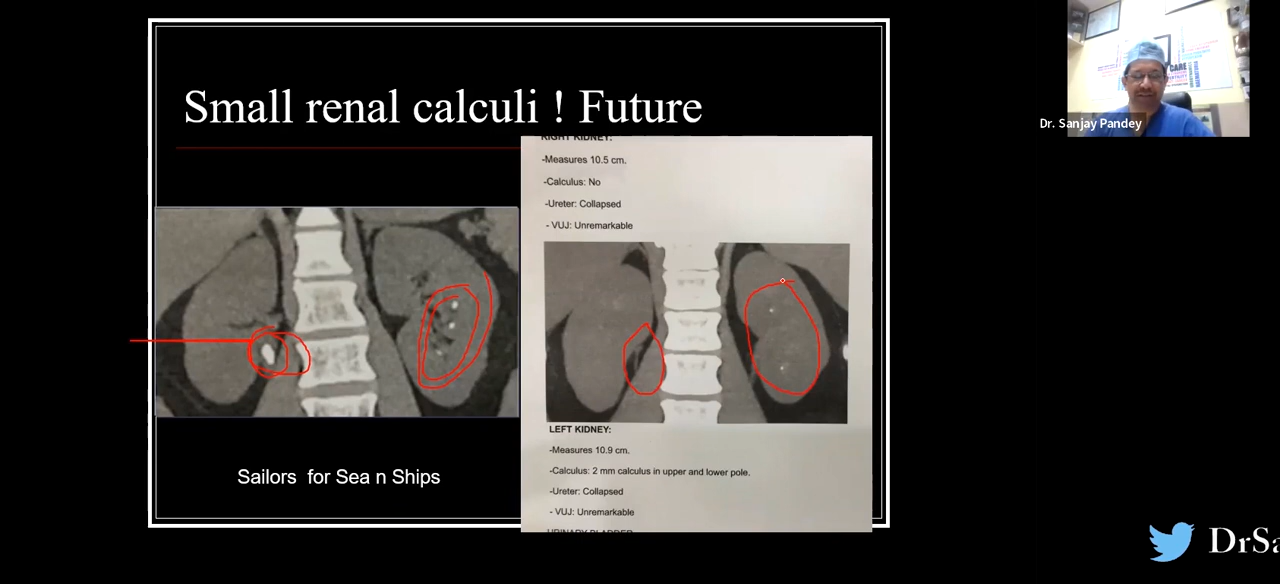 Small renal calculi ! Future
RIGHT KIDNEY:
-Measures 10.5 cm.
-Calculus: No
-Ureter: Collapsed
- VUJ: Unremarkable
LEFT KIDNEY:
-Measures 10.9 cm.
-Calculus: 2 mm calculus in upper and lower pole.
-Ureter: Collapsed
- VUJ: Unremarkable
URINARY BLADDER
Sailors for Sea n Ships
CARE
Dr. Sanjay Pandey
DrSa